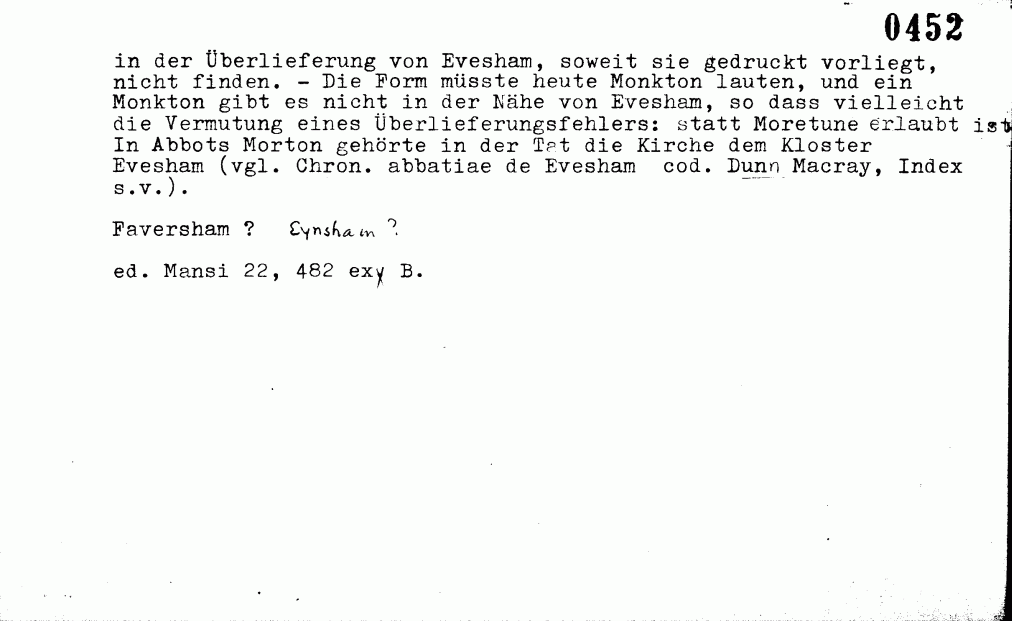 0452
in der Überlieferung von Evesham, soweit sie gedruckt vorliegt,
nicht finden. - Die Form müsste heute Monkton lauten, und ein
Monkton gibt es nicht in der Nähe von Evesham, so dass vielleicht
die Vermutung eines Überlieferungsfehlers: statt Moretune erlaubt ist
In Abbots Morton gehörte in der Tat die Kirche dem Kloster
Evesham (vgl. Chron. abbatiae de Evesham cod. Dunn Macray, Index
s.v.).
Faversham ? Eynsham ?
ed. Mansi 22, 482 ex B.